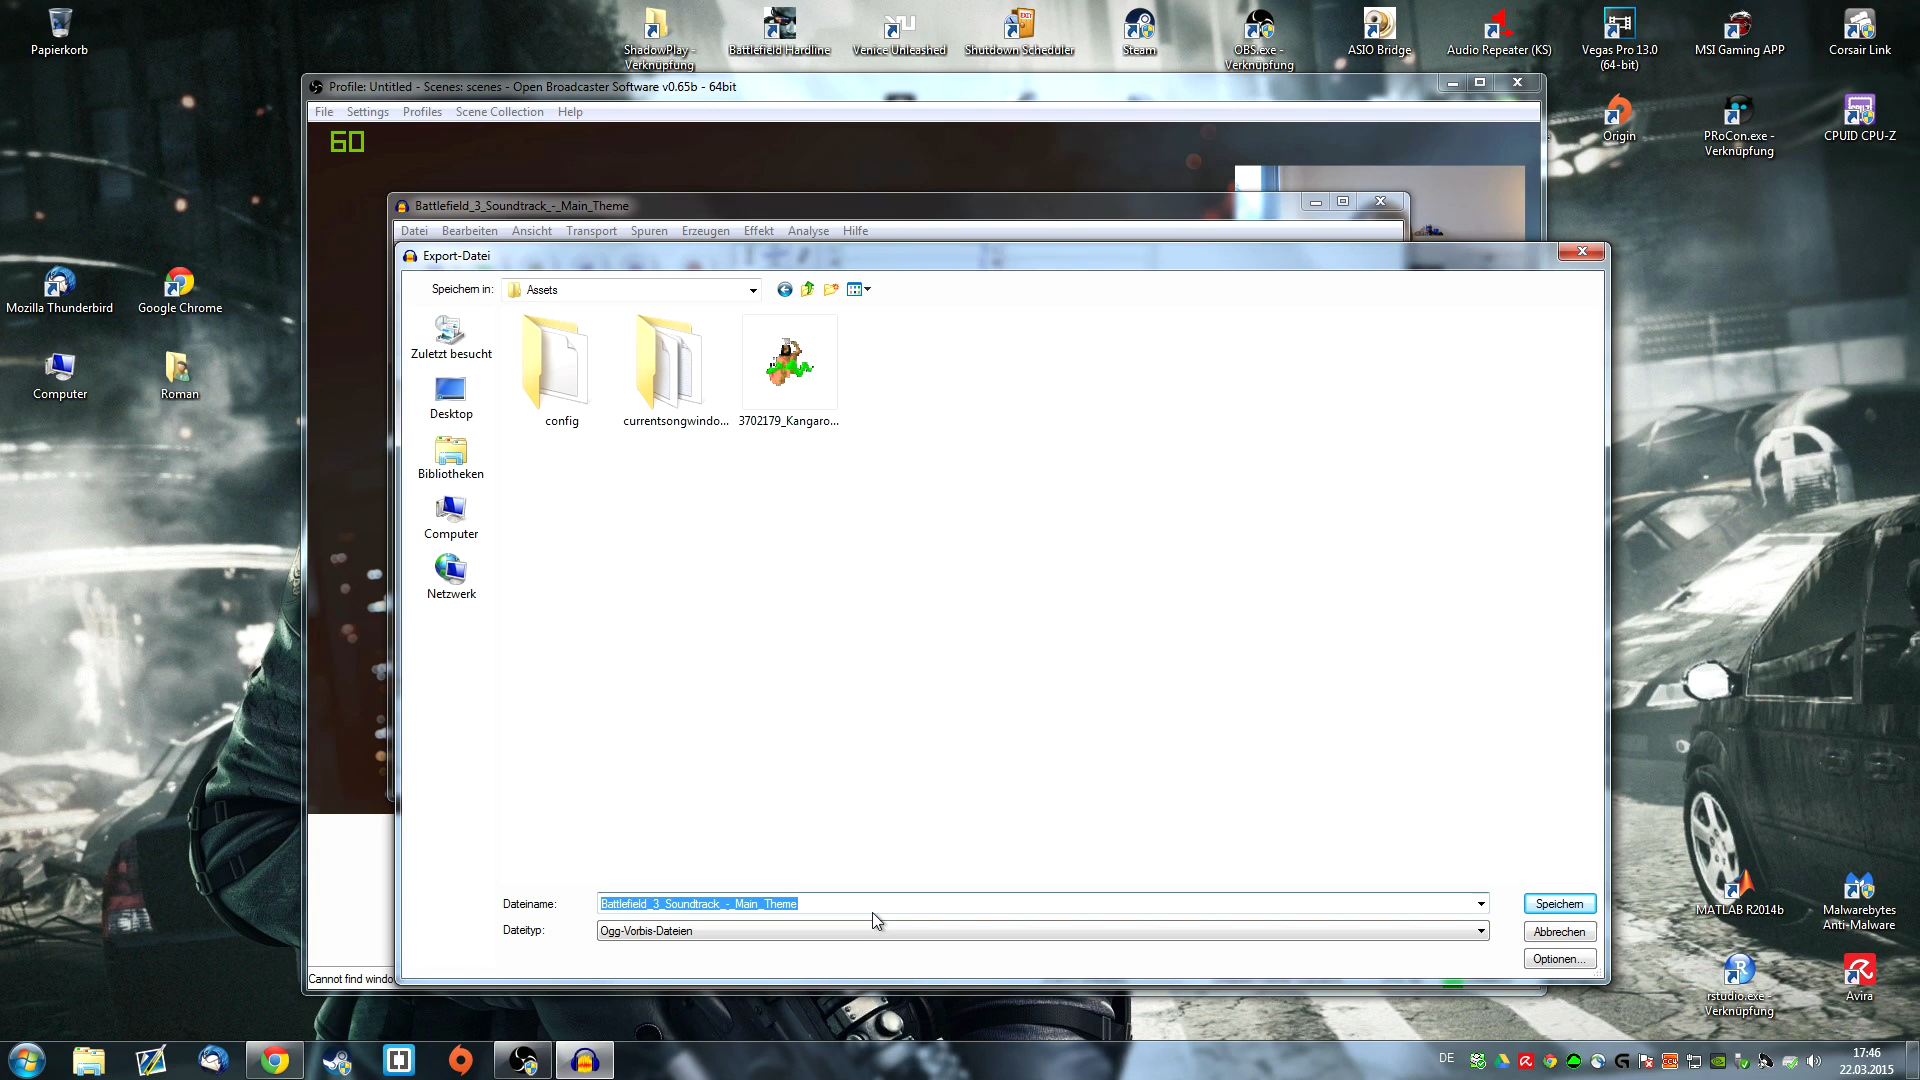 Papierkorb
ShadowPlay -
Verknüpfung
Battlefield Hardline
Venice Unleashed
Shutdown Scheduler
Steam
OBS.exe -
Verknüpfung
ASIO Bridge
Audio Repeater (KS)
Vegas Pro 13.0
(64-bit)
MSI Gaming APP
Corsair Link
Profile: Untitled - Scenes: scenes - Open Broadcaster Software v0.65b - 64bit
File Settings Profiles Scene Collection Help
60
Origin
PRoCon.exe -
Verknüpfung
CPUID CPU-Z
Battlefield_3_Soundtrack_-_Main_Theme
Datei Bearbeiten Ansicht Transport Spuren Erzeugen Effekt Analyse Hilfe
Export-Datei
Speichern in: Assets
Mozilla Thunderbird
Google Chrome
Computer
Roman
Zuletzt besucht
Desktop
Bibliotheken
Computer
Netzwerk
config
currentsongwindo...
3702179_Kangaro...
Dateiname: Battlefield_3_Soundtrack_-_Main_Theme
Speichern
Dateityp: Ogg-Vorbis-Dateien
Abbrechen
Optionen...
Cannot find windo
MATLAB R2014b
Malwarebytes
Anti-Malware
rstudio.exe -
Verknüpfung
Avira
DE
17:46
22.03.2015